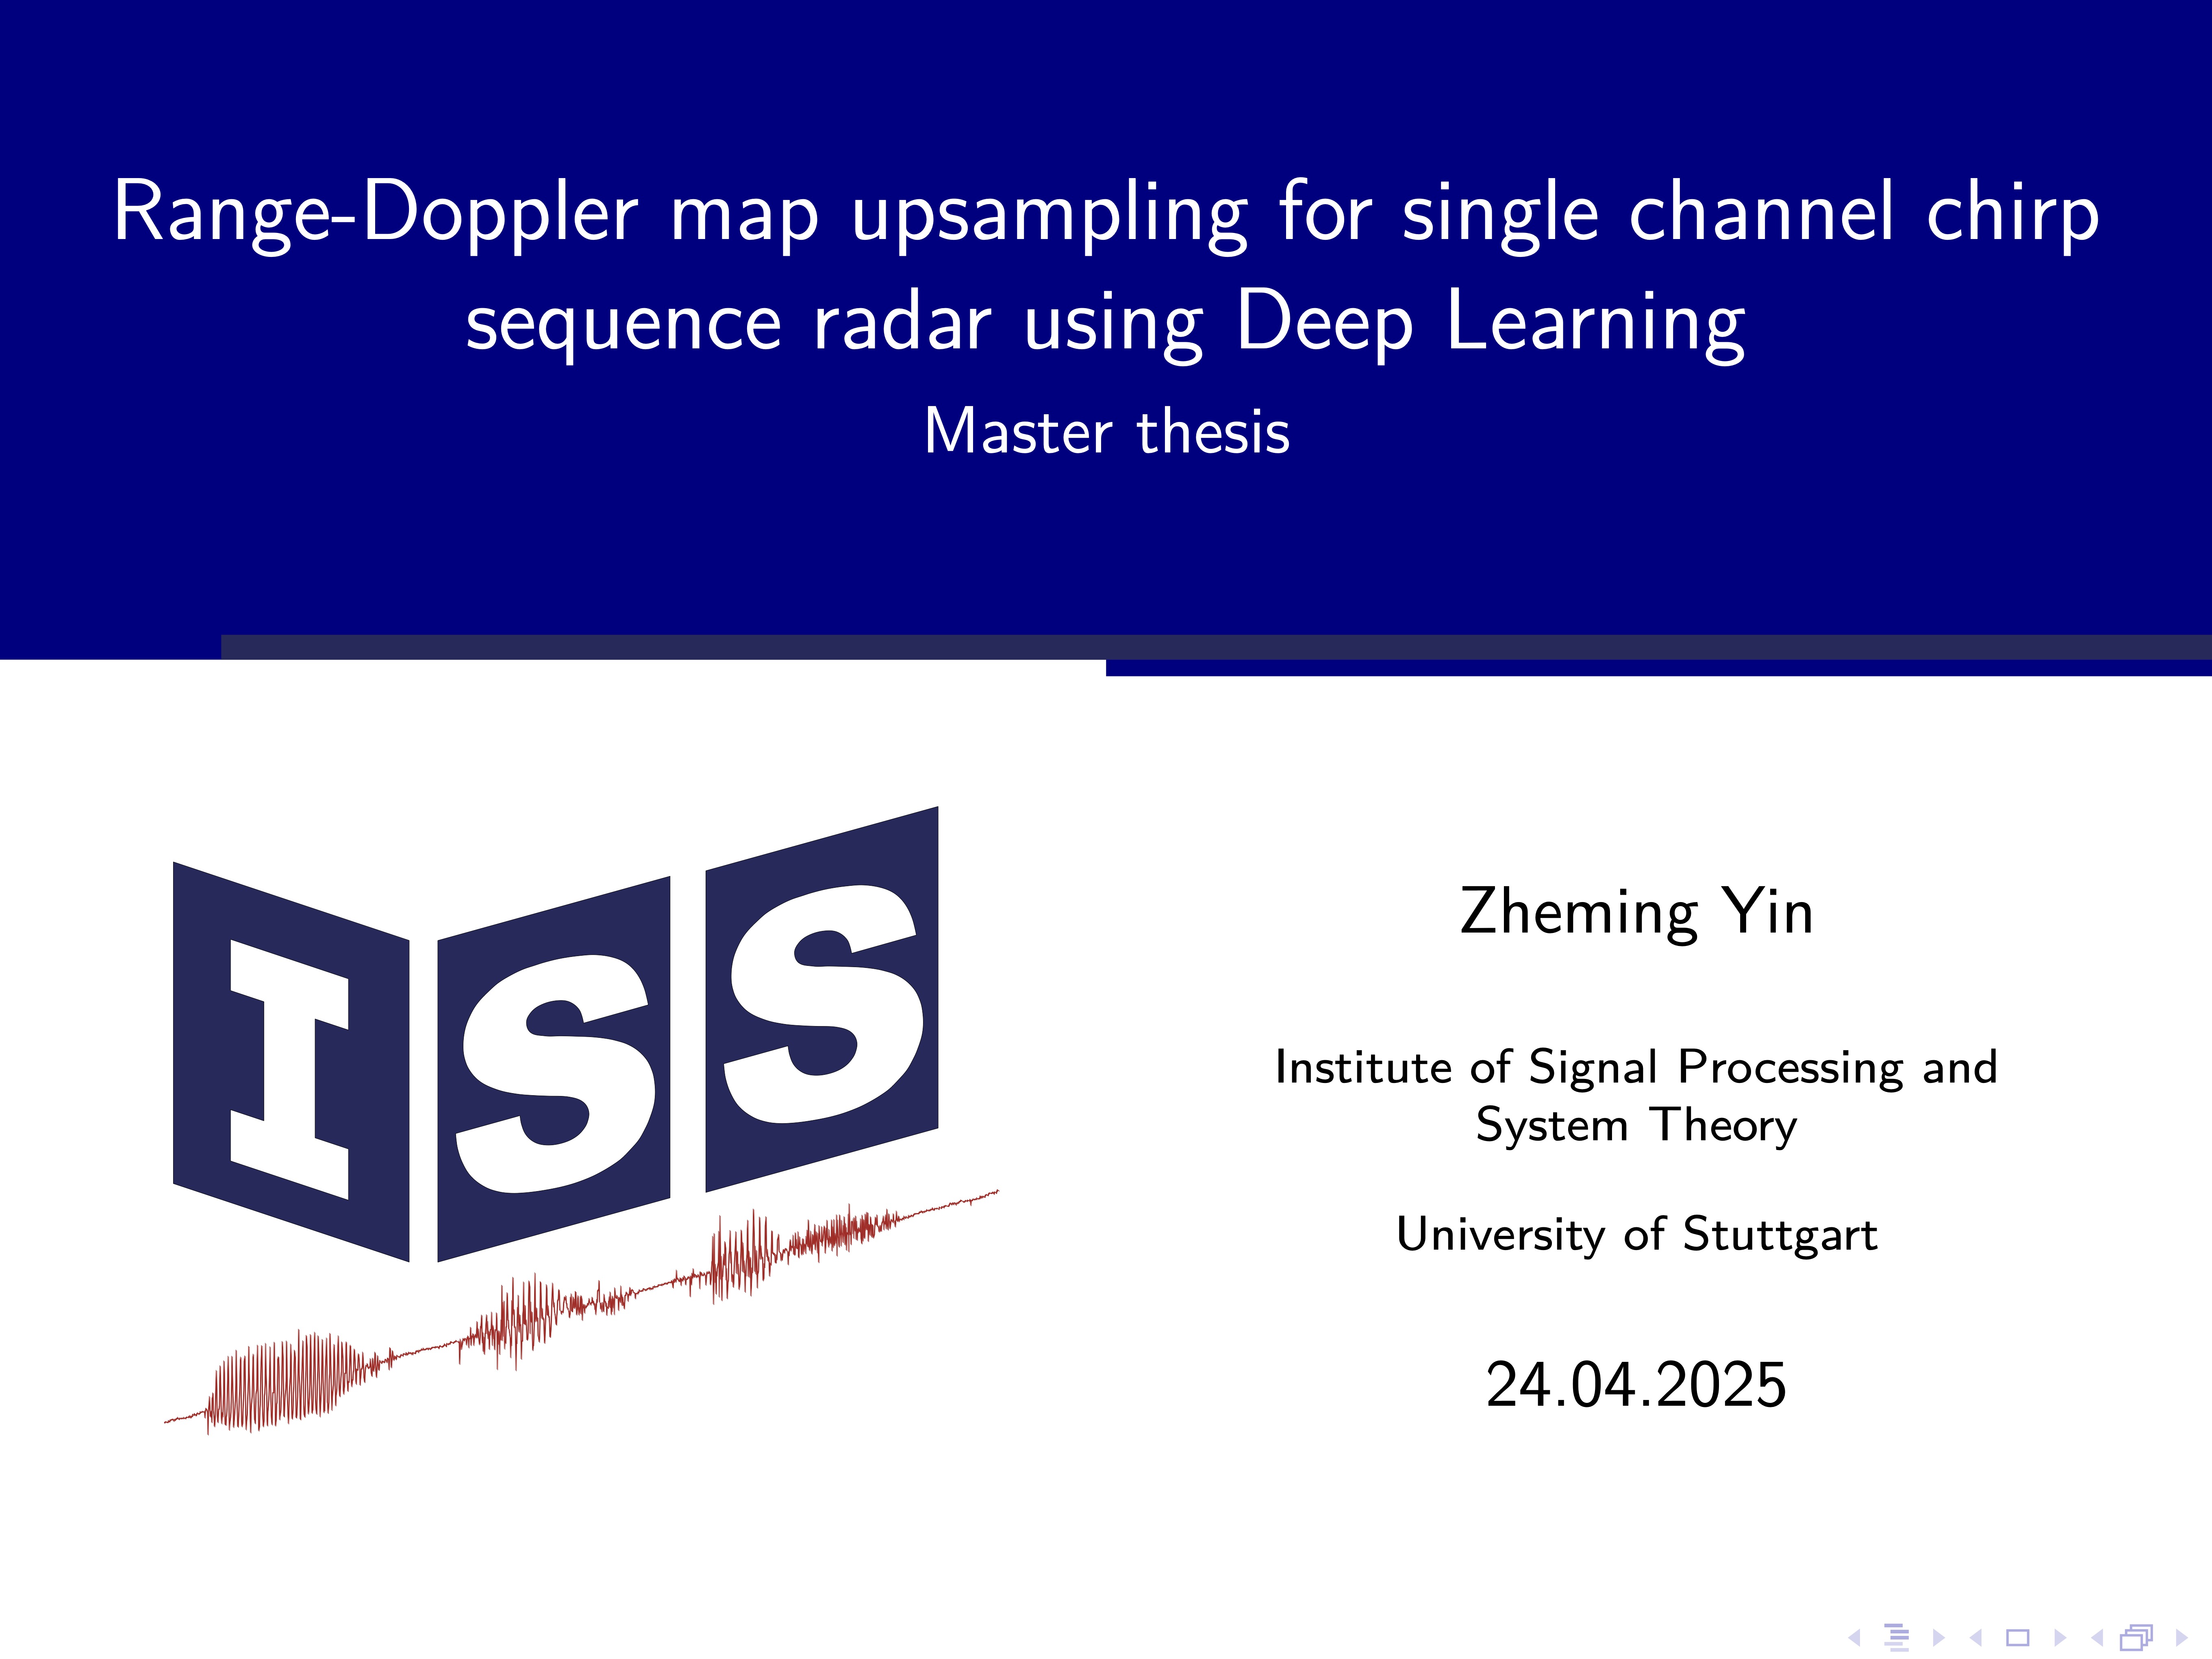 Range-Doppler map upsampling for single channel chirp
sequence radar using Deep Learning
Master thesis
ISS
Zheming Yin
Institute of Signal Processing and
System Theory
University of Stuttgart
24.04.2025